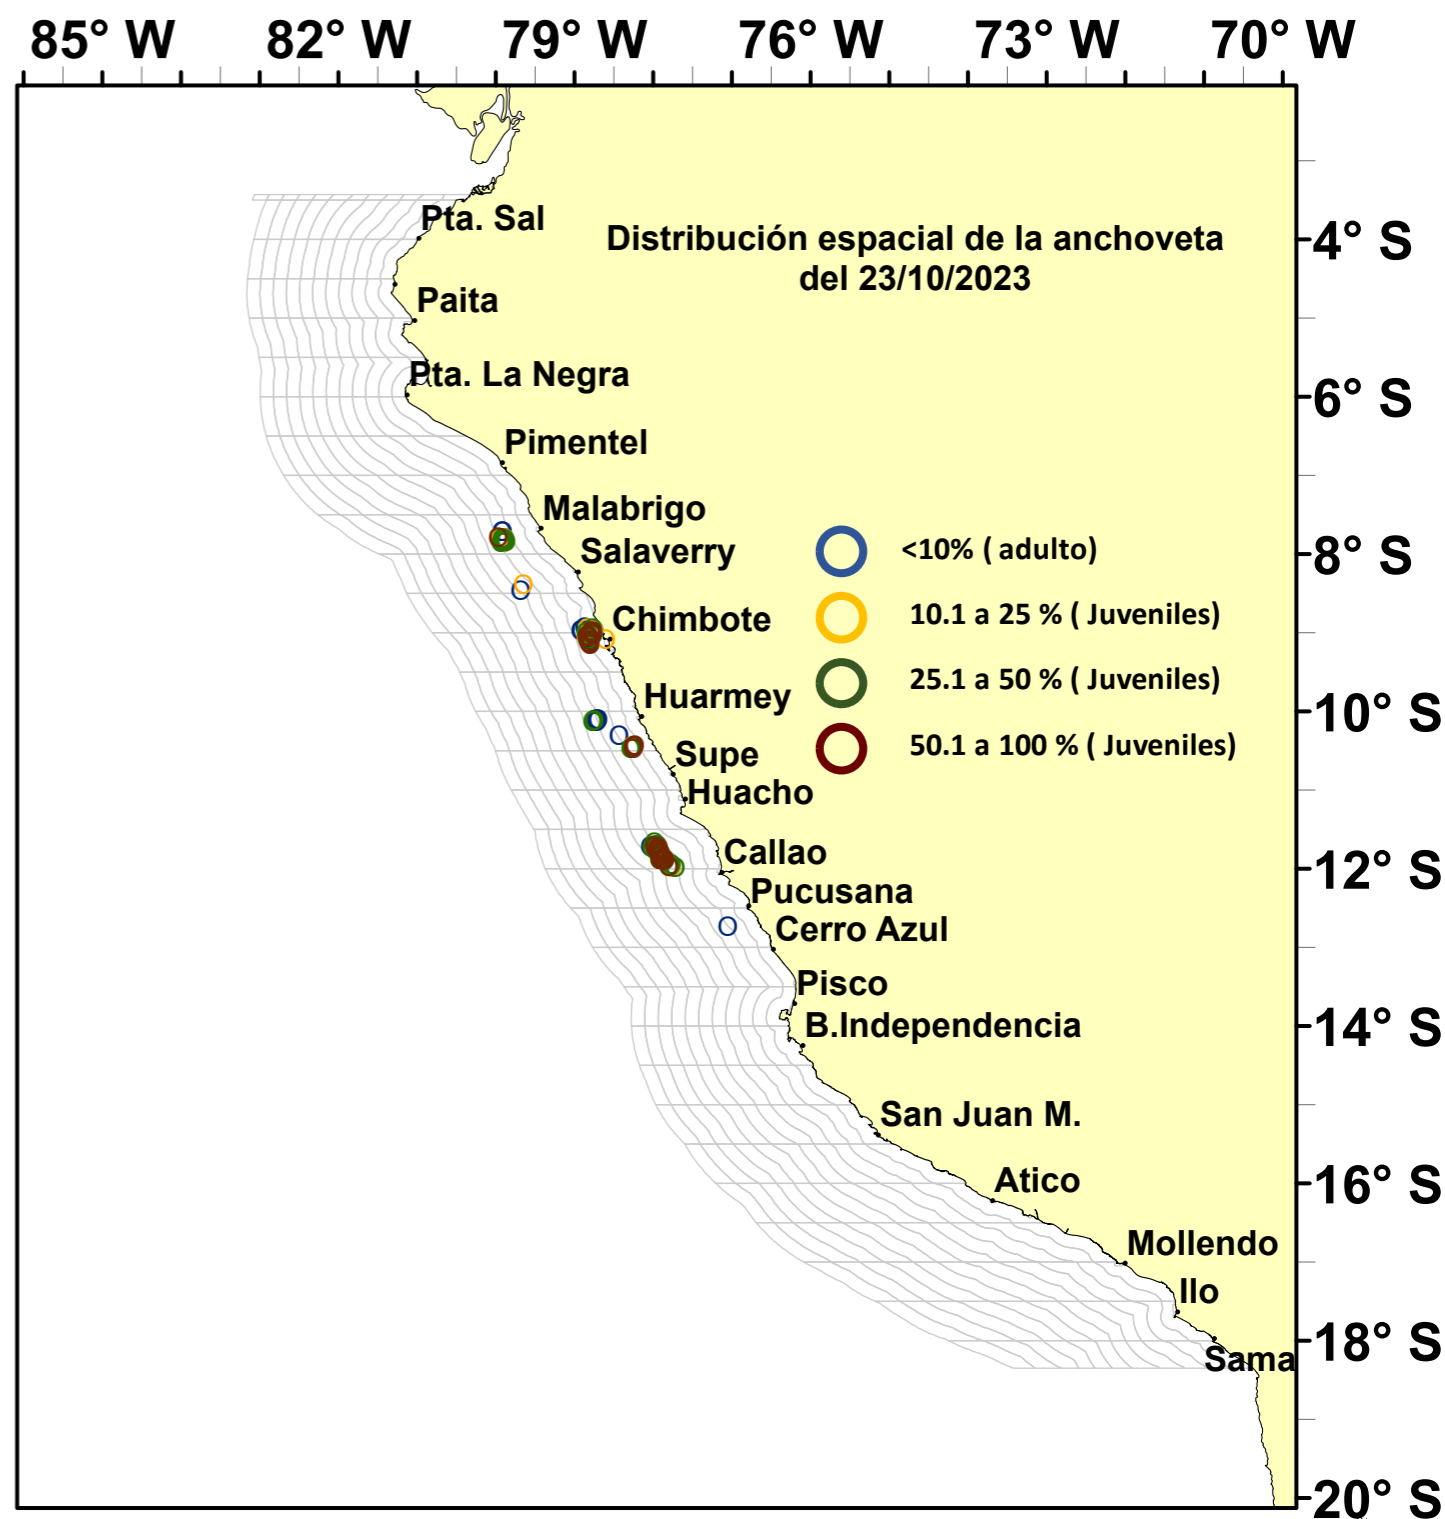 85° W 82° W 79° W 76° W 73° W 70° W
Pta. Sal
Distribución espacial de la anchoveta
del 23/10/2023
4° S
Paita
Pta. La Negra
6° S
Pimentel
Malabrigo
Salaverry
<10% ( adulto)
8° S
Chimbote
10.1 a 25 % ( Juveniles)
25.1 a 50 % ( Juveniles)
Huarmey
10° S
50.1 a 100 % ( Juveniles)
Supe
Huacho
Callao
12° S
Pucusana
Cerro Azul
Pisco
B.Independencia
14° S
San Juan M.
Atico
16° S
Mollendo
Ilo
18° S
Sama
20° S